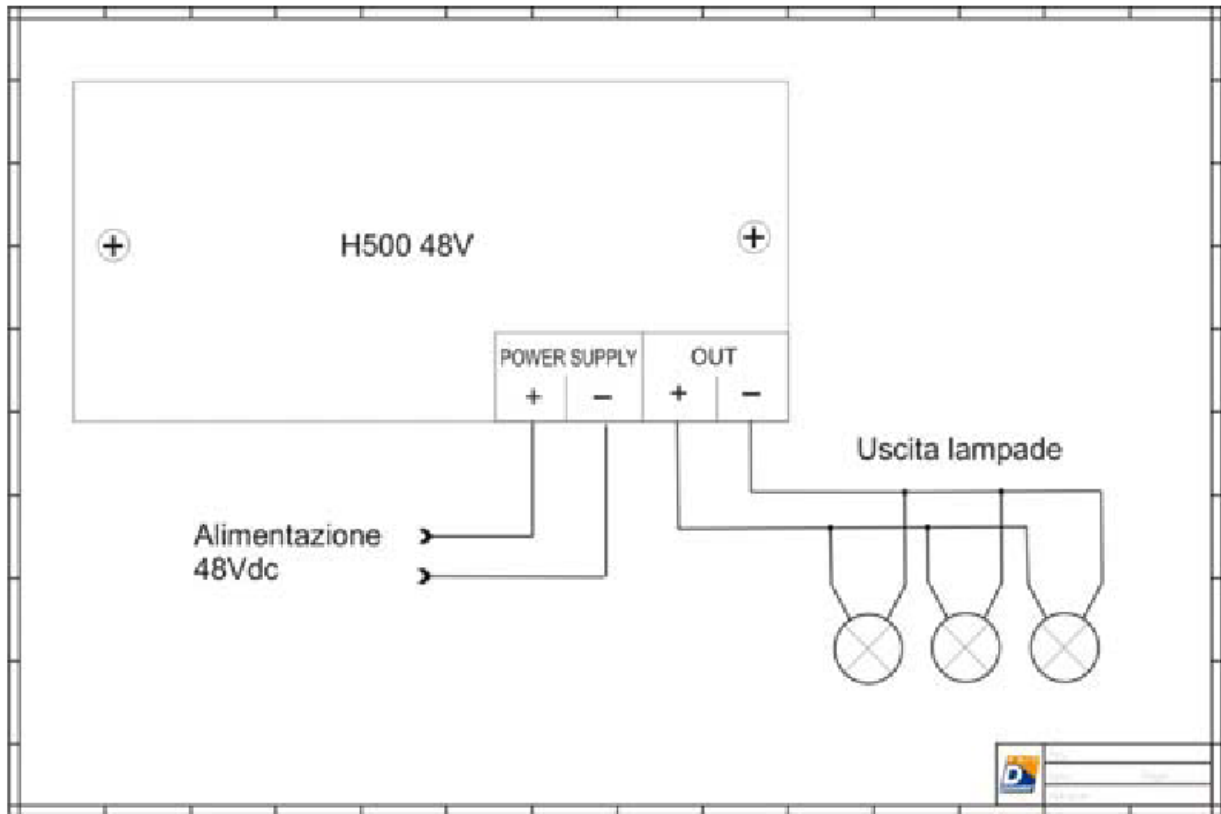 H500 48V
POWER SUPPLY
OUT
+
−
+
−
Uscita lampade
Alimentazione
48Vdc
D